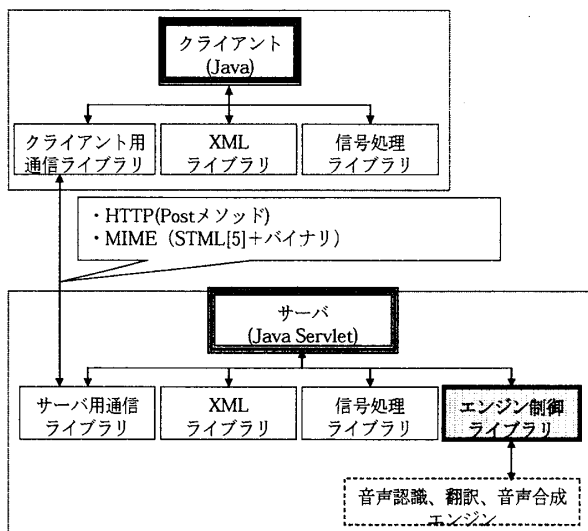 クライアント
(Java)
クライアント用
通信ライブラリ
XML
ライブラリ
信号処理
ライブラリ
・HTTP(Postメソッド)
・MIME（STML[5]＋バイナリ）
サーバ
(Java Servlet)
サーバ用通信
ライブラリ
XML
ライブラリ
信号処理
ライブラリ
エンジン制御
ライブラリ
音声認識、翻訳、音声合成
エンジン